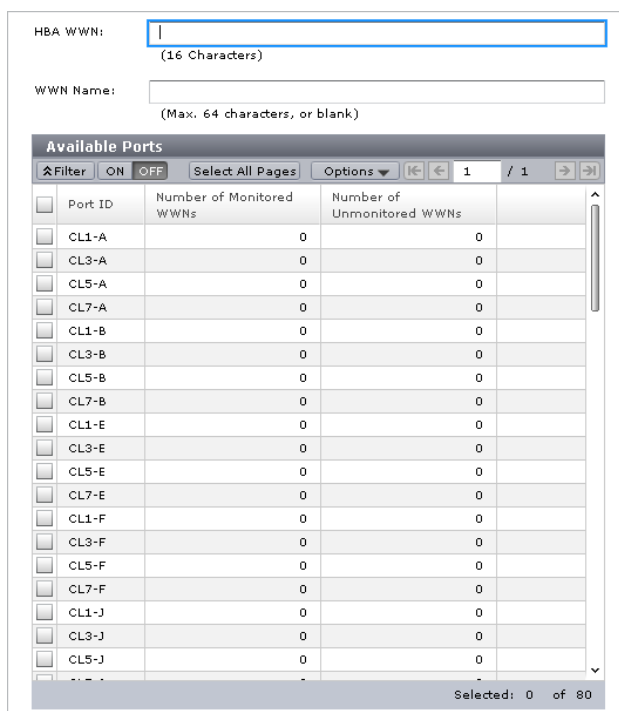 HBA WWN:
(16 Characters)
WWN Name:
(Max. 64 characters, or blank)
Available Ports
Filter ON OFF Select All Pages Options 1 / 1
Port ID Number of Monitored WWNs Number of Unmonitored WWNs
CL1-A 0 0
CL3-A 0 0
CL5-A 0 0
CL7-A 0 0
CL1-B 0 0
CL3-B 0 0
CL5-B 0 0
CL7-B 0 0
CL1-E 0 0
CL3-E 0 0
CL5-E 0 0
CL7-E 0 0
CL1-F 0 0
CL3-F 0 0
CL5-F 0 0
CL7-F 0 0
CL1-J 0 0
CL3-J 0 0
CL5-J 0 0
Selected: 0 of 80